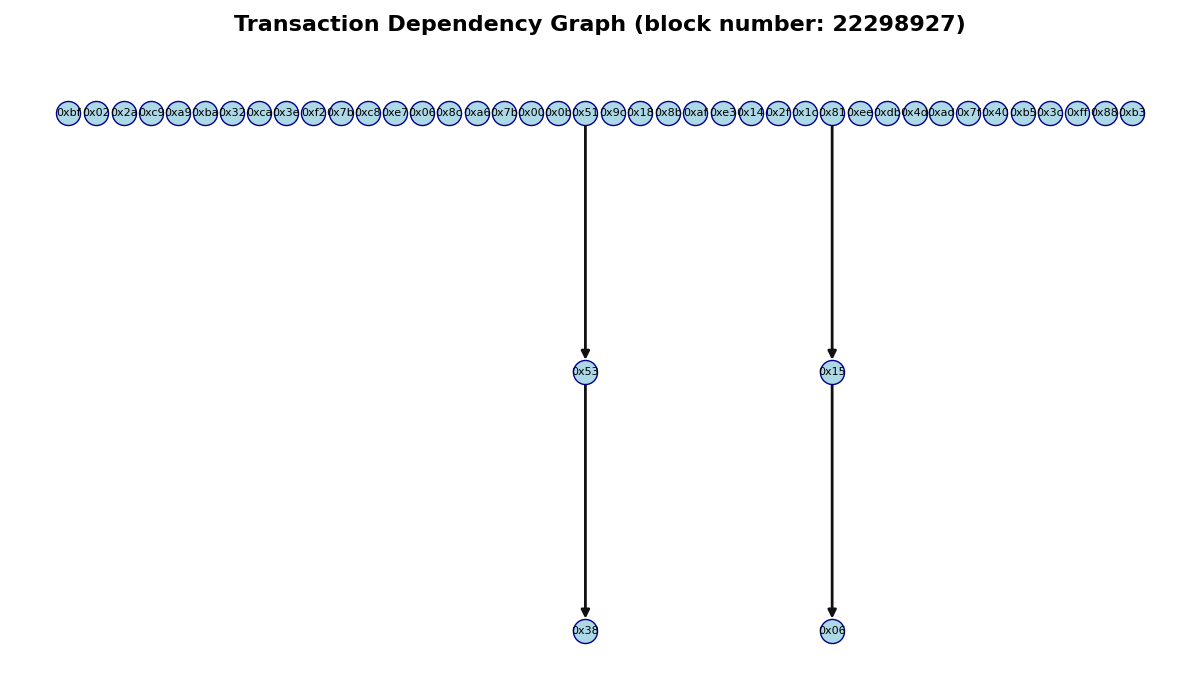 Transaction Dependency Graph (block number: 22298927)
0xbf 0x02 0x2a 0xc9 0xa9 0xba 0x32 0xca 0x3e 0xf2 0x7b 0xc8 0xe7 0x06 0x8c 0xa6 0x7b 0x00 0x0b 0x51 0x9c 0x18 0x8b 0xaf 0xe3 0x14 0x2f 0x1c 0x81 0xee 0xdb 0x4d 0xad 0x7f 0x40 0xb5 0x3c 0xff 0x88 0xb3
0x53 0x15
0x38 0x06